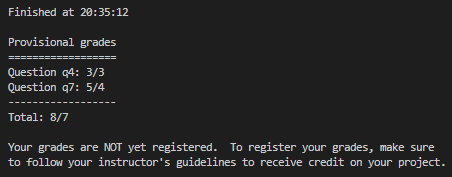 Finished at 20:35:12
Provisional grades
==================
Question q4: 3/3
Question q7: 5/4
------------------
Total: 8/7
Your grades are NOT yet registered.  To register your grades, make sure
to follow your instructor's guidelines to receive credit on your project.